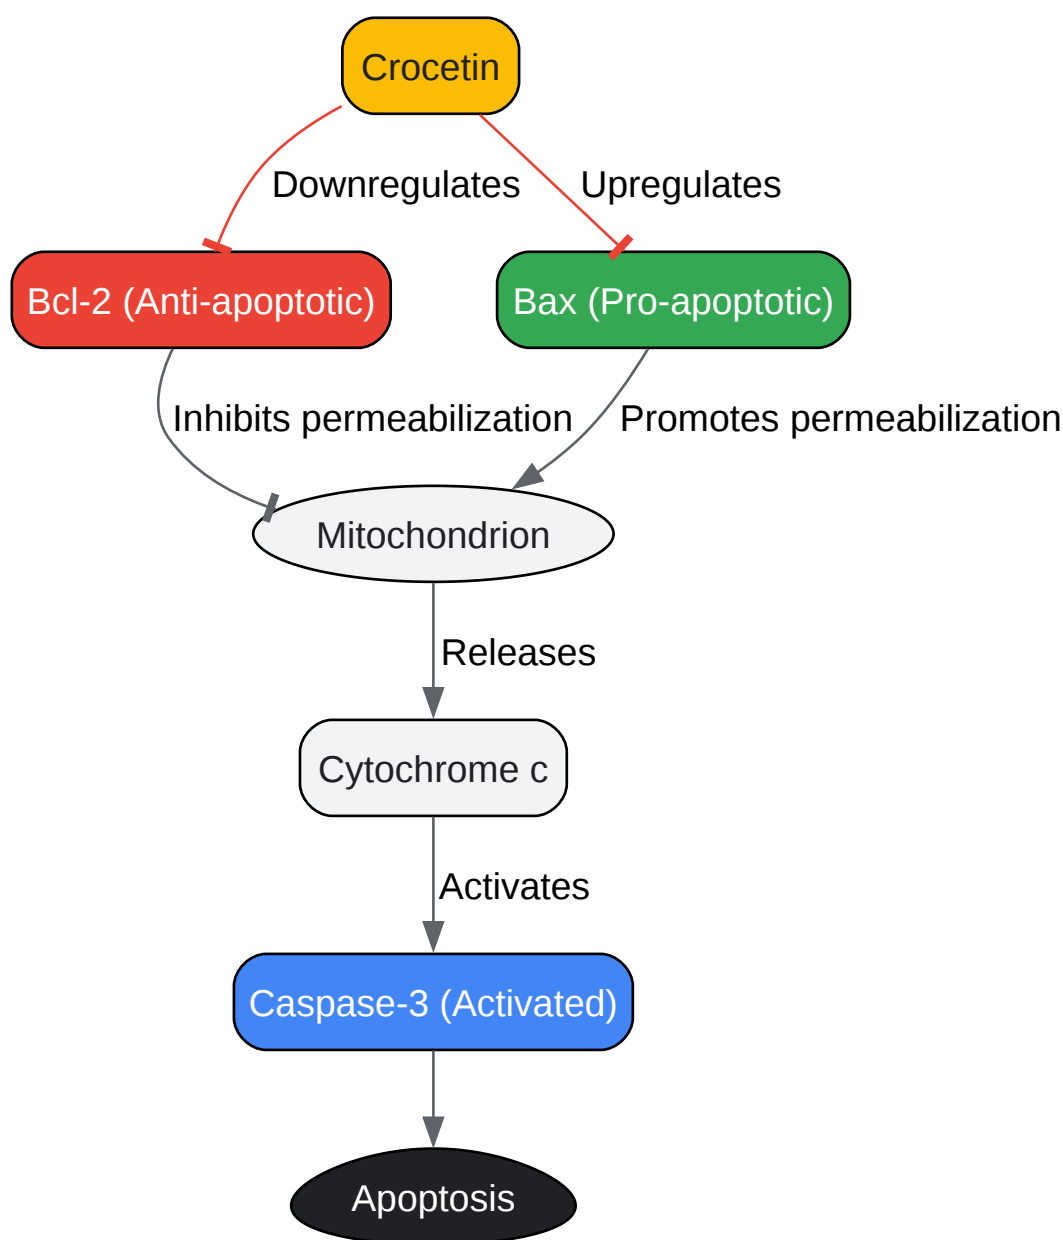 Crocetin
Downregulates
Upregulates
Bcl-2 (Anti-apoptotic)
Bax (Pro-apoptotic)
Inhibits permeabilization
Promotes permeabilization
Mitochondrion
Releases
Cytochrome c
Activates
Caspase-3 (Activated)
Apoptosis